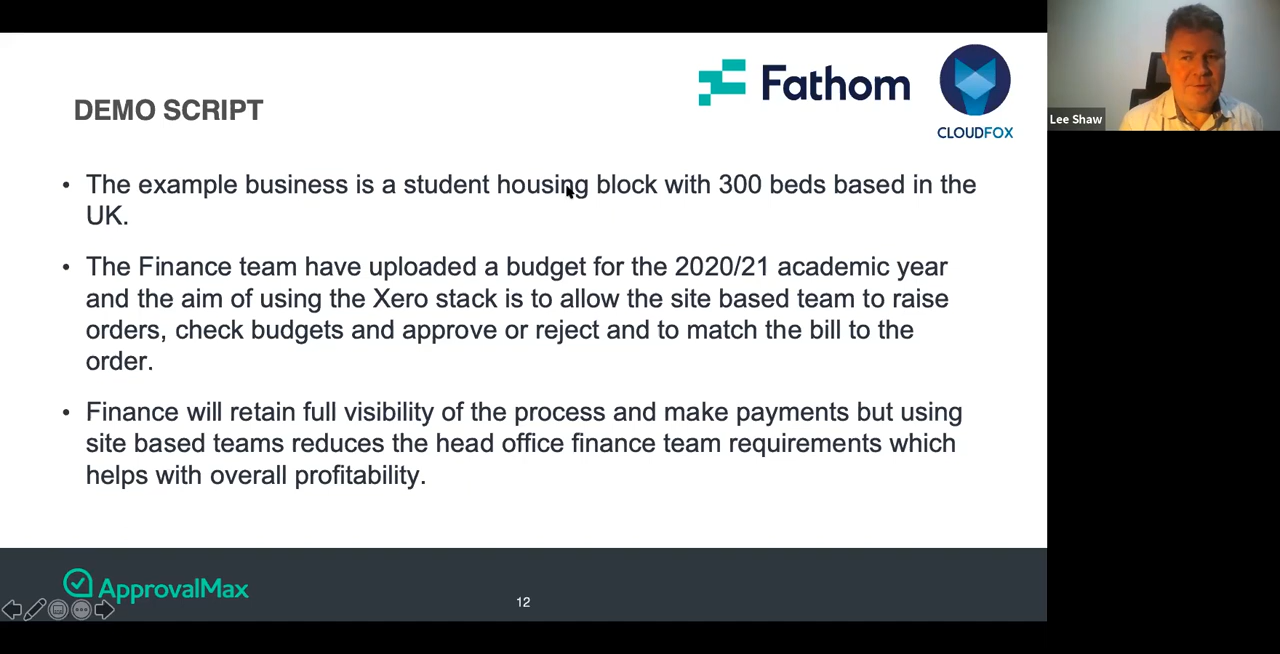 Fathom
CLOUDFOX
Lee Shaw
DEMO SCRIPT
• The example business is a student housing block with 300 beds based in the
UK.
• The Finance team have uploaded a budget for the 2020/21 academic year
and the aim of using the Xero stack is to allow the site based team to raise
orders, check budgets and approve or reject and to match the bill to the
order.
• Finance will retain full visibility of the process and make payments but using
site based teams reduces the head office finance team requirements which
helps with overall profitability.
ApprovalMax
12